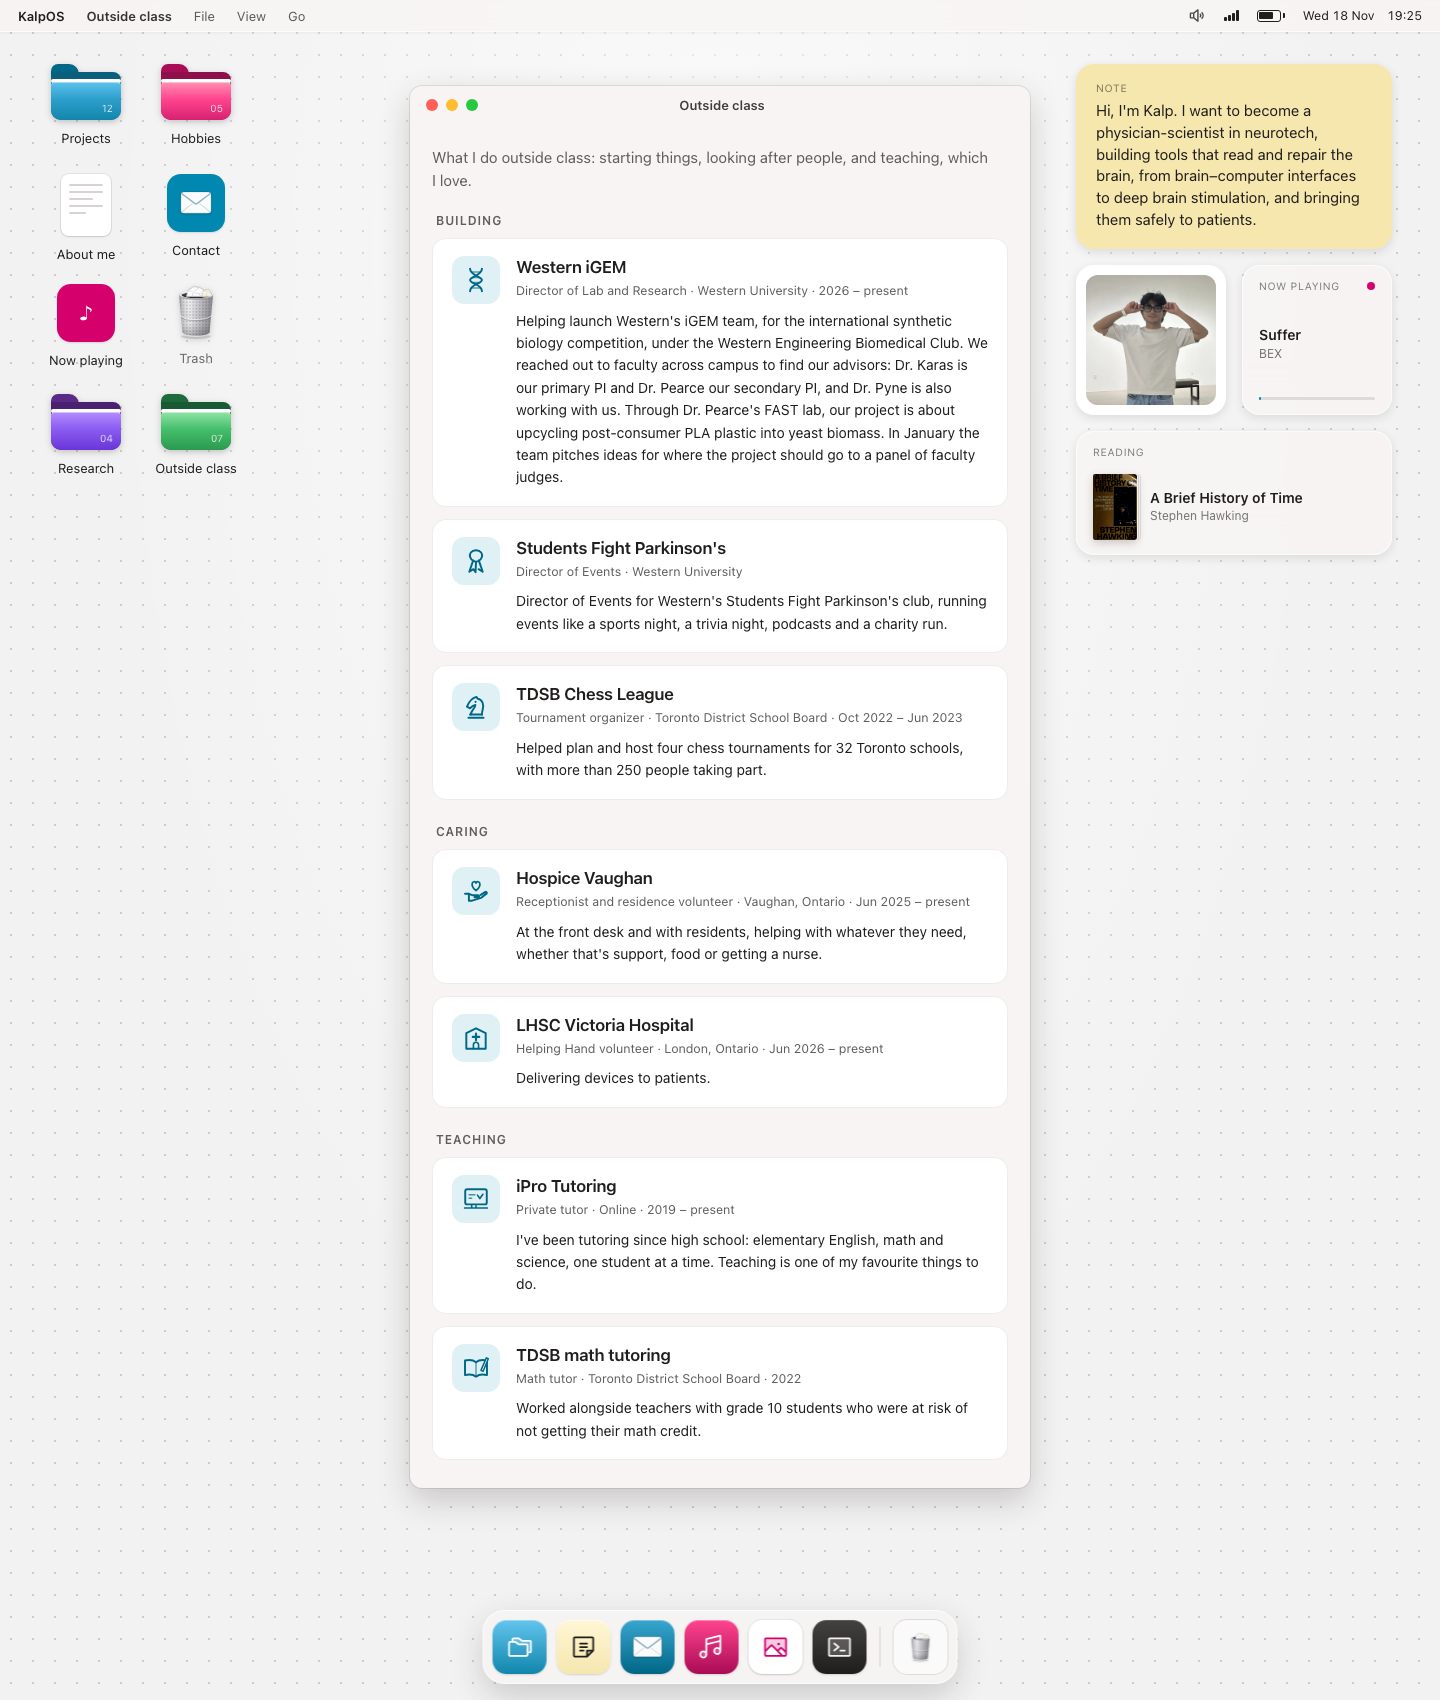 KalpOS Outside class File View Go
Wed 18 Nov 19:25
12
05
Projects
Hobbies
About me
Contact
Now playing
Trash
04
07
Research
Outside class
Outside class
What I do outside class: starting things, looking after people, and teaching, which
I love.
BUILDING
Western iGEM
Director of Lab and Research · Western University · 2026 – present
Helping launch Western's iGEM team, for the international synthetic
biology competition, under the Western Engineering Biomedical Club. We
reached out to faculty across campus to find our advisors: Dr. Karas is
our primary PI and Dr. Pearce our secondary PI, and Dr. Pyne is also
working with us. Through Dr. Pearce's FAST lab, our project is about
upcycling post-consumer PLA plastic into yeast biomass. In January the
team pitches ideas for where the project should go to a panel of faculty
judges.
Students Fight Parkinson's
Director of Events · Western University
Director of Events for Western's Students Fight Parkinson's club, running
events like a sports night, a trivia night, podcasts and a charity run.
TDSB Chess League
Tournament organizer · Toronto District School Board · Oct 2022 – Jun 2023
Helped plan and host four chess tournaments for 32 Toronto schools,
with more than 250 people taking part.
CARING
Hospice Vaughan
Receptionist and residence volunteer · Vaughan, Ontario · Jun 2025 – present
At the front desk and with residents, helping with whatever they need,
whether that's support, food or getting a nurse.
LHSC Victoria Hospital
Helping Hand volunteer · London, Ontario · Jun 2026 – present
Delivering devices to patients.
TEACHING
iPro Tutoring
Private tutor · Online · 2019 – present
I've been tutoring since high school: elementary English, math and
science, one student at a time. Teaching is one of my favourite things to
do.
TDSB math tutoring
Math tutor · Toronto District School Board · 2022
Worked alongside teachers with grade 10 students who were at risk of
not getting their math credit.
NOTE
Hi, I'm Kalp. I want to become a
physician-scientist in neurotech,
building tools that read and repair the
brain, from brain–computer interfaces
to deep brain stimulation, and bringing
them safely to patients.
NOW PLAYING
Suffer
BEX
READING
A BRIEF
HISTORY OF
TIME
STEPHEN
HAWKING
A Brief History of Time
Stephen Hawking